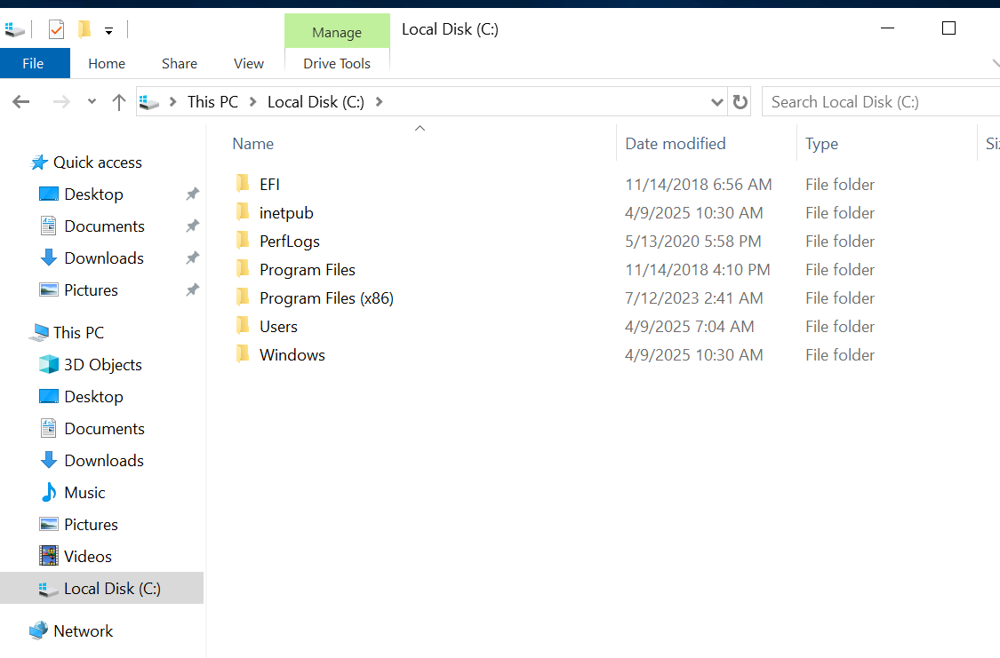 Manage Local Disk (C:)
File Home Share View Drive Tools
This PC Local Disk (C:) Search Local Disk (C:)
Name Date modified Type
Quick access
Desktop
Documents
Downloads
Pictures
This PC
3D Objects
Desktop
Documents
Downloads
Music
Pictures
Videos
Local Disk (C:)
Network
EFI 11/14/2018 6:56 AM File folder
inetpub 4/9/2025 10:30 AM File folder
PerfLogs 5/13/2020 5:58 PM File folder
Program Files 11/14/2018 4:10 PM File folder
Program Files (x86) 7/12/2023 2:41 AM File folder
Users 4/9/2025 7:04 AM File folder
Windows 4/9/2025 10:30 AM File folder